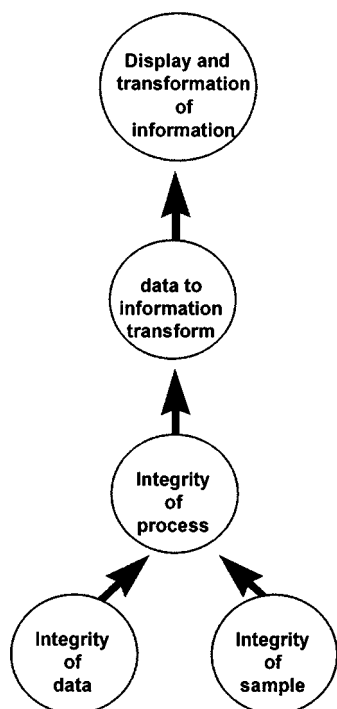 Display and
transformation
of
information
data to
information
transform
Integrity
of
process
Integrity
of
data
Integrity
of
sample